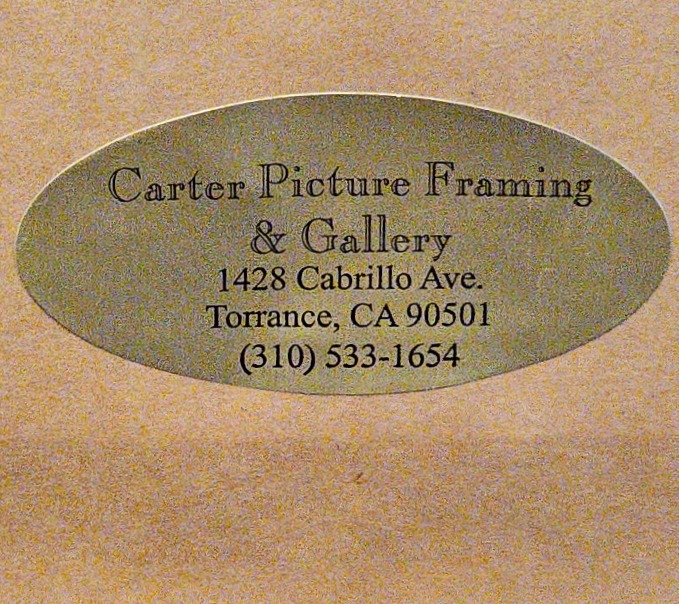 Carter Picture Framing
& Gallery
1428 Cabrillo Ave.
Torrance, CA 90501
(310) 533-1654